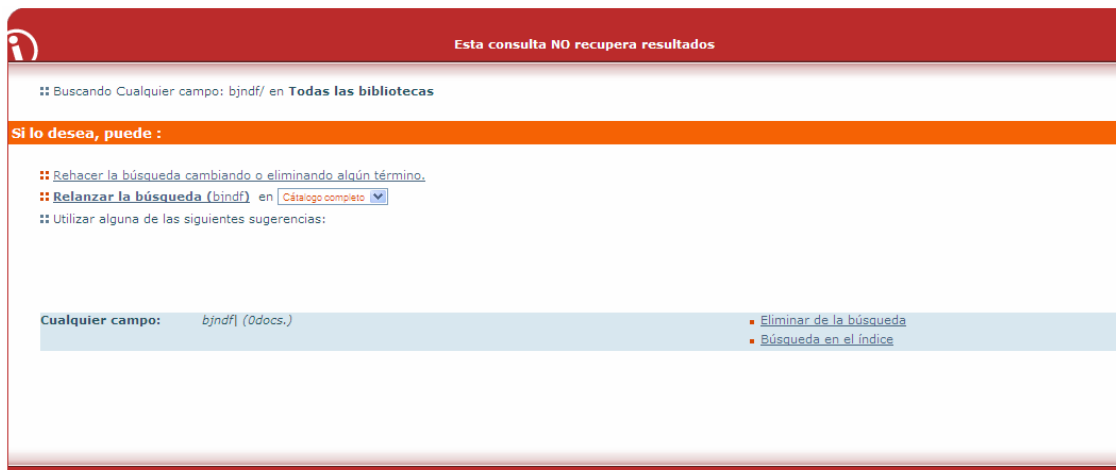 Esta consulta NO recupera resultados
Buscando Cualquier campo: bjndf/ en Todas las bibliotecas
Si lo desea, puede :
Rehacer la búsqueda cambiando o eliminando algún término.
Relanzar la búsqueda (bjndf) en Cátalogo completo
Utilizar alguna de las siguientes sugerencias:
Cualquier campo: bjndf| (0docs.) Eliminar de la búsqueda
Búsqueda en el índice